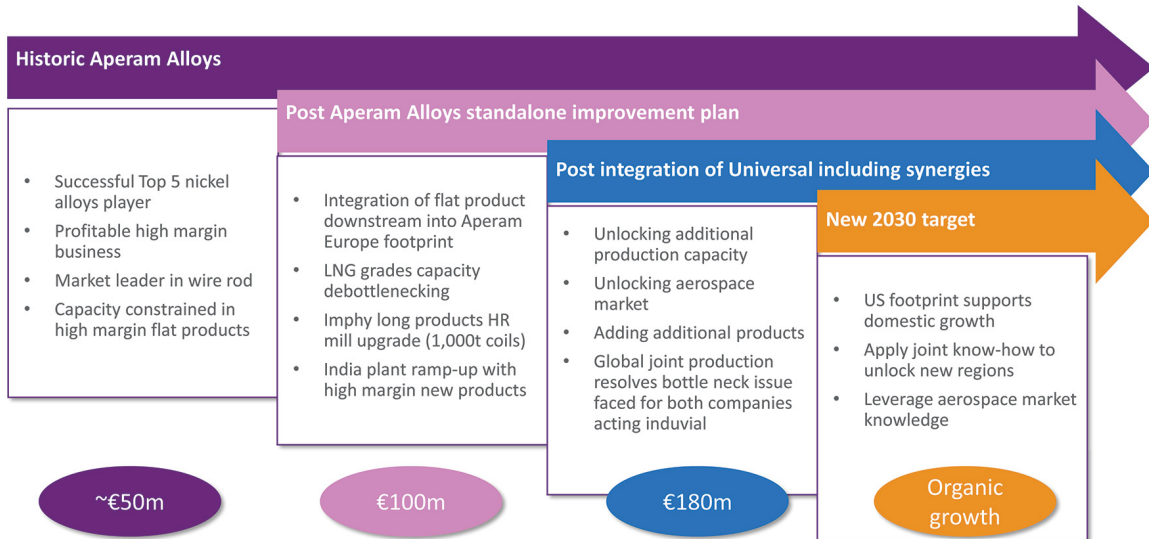 Historic Aperam Alloys
• Successful Top 5 nickel
alloys player
• Profitable high margin
business
• Market leader in wire rod
• Capacity constrained in
high margin flat products
~€50m
Post Aperam Alloys standalone improvement plan
• Integration of flat product
downstream into Aperam
Europe footprint
• LNG grades capacity
debottlenecking
• Imphy long products HR
mill upgrade (1,000t coils)
• India plant ramp-up with
high margin new products
€100m
Post integration of Universal including synergies
• Unlocking additional
production capacity
• Unlocking aerospace
market
• Adding additional products
• Global joint production
resolves bottle neck issue
faced for both companies
acting induvial
€180m
New 2030 target
• US footprint supports
domestic growth
• Apply joint know-how to
unlock new regions
• Leverage aerospace market
knowledge
Organic
growth